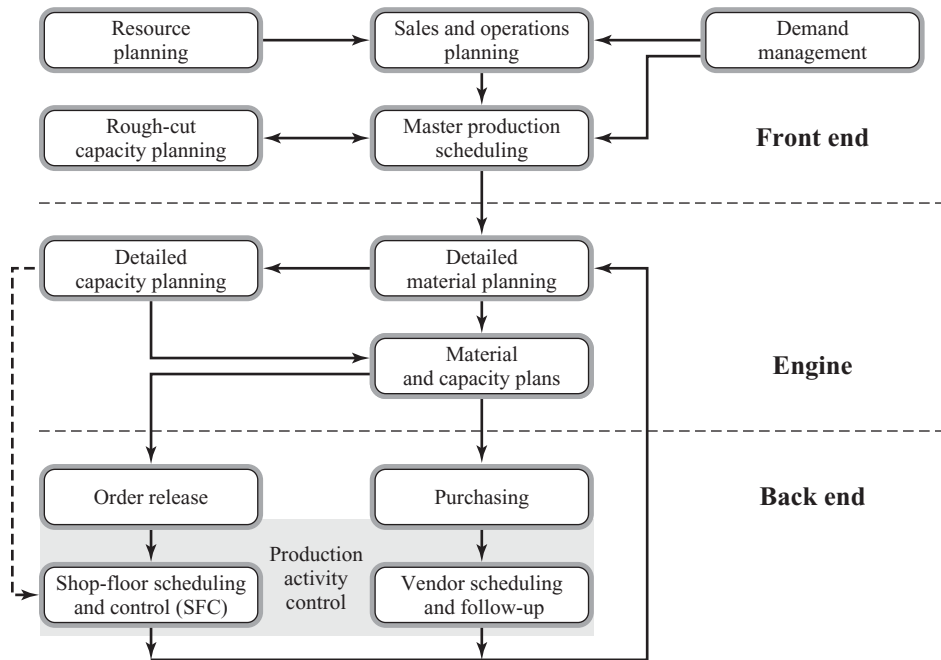 Resource
planning
Sales and operations
planning
Demand
management
Rough-cut
capacity planning
Master production
scheduling
Front end
Detailed
capacity planning
Detailed
material planning
Material
and capacity plans
Engine
Order release
Purchasing
Back end
Production
activity
control
Shop-floor scheduling
and control (SFC)
Vendor scheduling
and follow-up